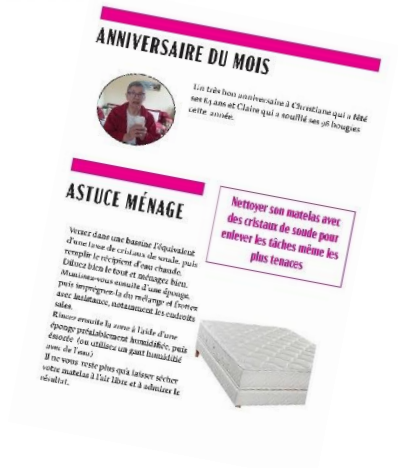 ANNIVERSAIRE DU MOIS
Un très bon anniversaire à Christiane qui a fêté
ses 64 ans et Claire qui a soufflé ses 96 bougies
cette année.
ASTUCE MÉNAGE
Nettoyer son matelas avec
des cristaux de soude pour
enlever les tâches même les
plus tenaces
Verser dans une bassine l'équivalent
d'une tasse de cristaux de soude, puis
remplir le récipient d'eau chaude.
Diluez bien le tout et mélangez bien.
Munissez-vous ensuite d'une éponge,
puis imprégnez-la du mélange et frottez
avec insistance, notamment les endroits
sales.
Rincez ensuite la zone à l'aide d'une
éponge préalablement humidifiée, puis
essorée (ou utilisez un gant humidifié
avec de l'eau)
Il ne vous reste plus qu'à laisser sécher
votre matelas à l'air libre et à admirer le
résultat.